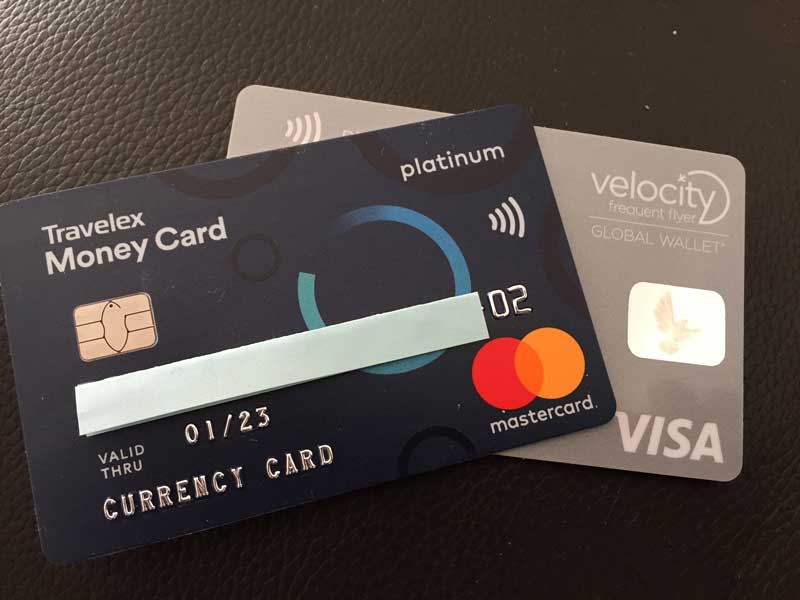 platinum
Travelex
Money Card
02
mastercard
01/23
VALID
THRU
CURRENCY CARD
velocity
frequent flyer
GLOBAL WALLET
VISA